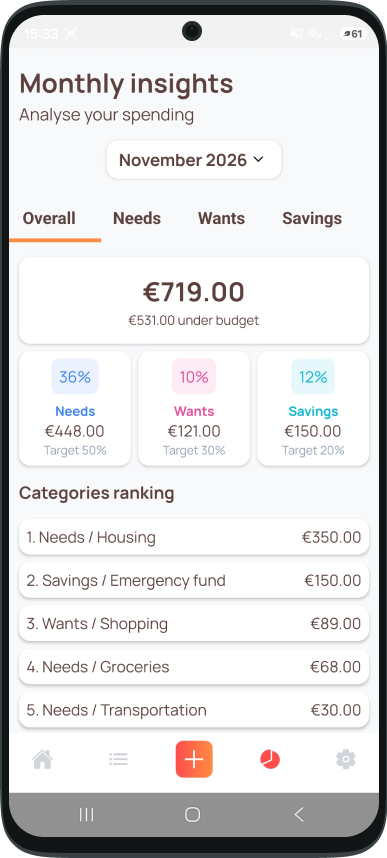 15:33
61
Monthly insights
Analyse your spending
November 2026
Overall Needs Wants Savings
€719.00
€531.00 under budget
36% 10% 12%
Needs Wants Savings
€448.00 €121.00 €150.00
Target 50% Target 30% Target 20%
Categories ranking
1. Needs / Housing €350.00
2. Savings / Emergency fund €150.00
3. Wants / Shopping €89.00
4. Needs / Groceries €68.00
5. Needs / Transportation €30.00